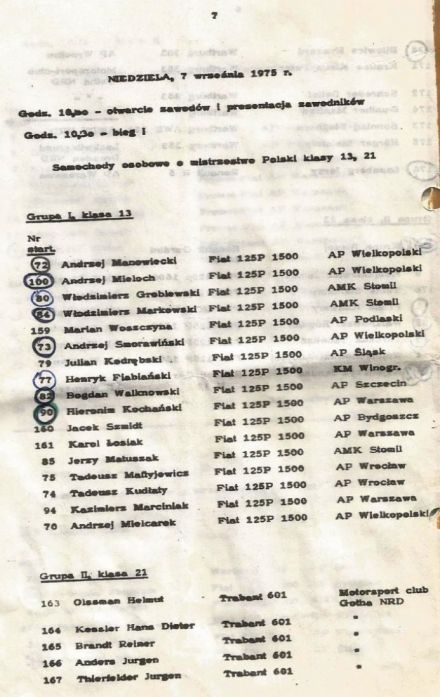 7
NIEDZIELA, 7 września 1975 r.
Godz. 10,oo - otwarcie zawodów i prezentacja zawodników
Godz. 10,3o - bieg I
Samochody osobowe o mistrzostwo Polski klasy 13, 21
Grupa I, klasa 13
Nr
start.
72 Andrzej Manowiecki Fiat 125P 1500 AP Wielkopolski
100 Andrzej Mieloch Fiat 125P 1500 AP Wielkopolski
80 Włodzimierz Groblewski Fiat 125P 1500 AMK Stomil
84 Włodzimierz Markowski Fiat 125P 1500 AMK Stomil
159 Marian Woszczyna Fiat 125P 1500 AP Podlaski
73 Andrzej Smorawiński Fiat 125P 1500 AP Wielkopolski
79 Julian Kedrębski Fiat 125P 1500 AP Śląsk
77 Henryk Fiabiański Fiat 125P 1500 KM Winogr.
82 Bogdan Walknowski Fiat 125P 1500 AP Szczecin
90 Hieronim Kochański Fiat 125P 1500 AP Warszawa
160 Jacek Szmidt Fiat 125P 1500 AP Bydgoszcz
161 Karol Łosiak Fiat 125P 1500 AP Warszawa
85 Jerzy Matuszak Fiat 125P 1500 AMK Stomil
75 Tadeusz Fiat 125P 1500 AP Wrocław
74 Tadeusz Kudłaty Fiat 125P 1500 AP Wrocław
94 Kazimierz Marciniak Fiat 125P 1500 AP Warszawa
70 Andrzej Mielcarek Fiat 125P 1500 AP Wielkopolski
Grupa II, klasa 21
163 Helmut Trabant 601 Motorsport club
Gotha NRD
164 Kessler Hans Dieter Trabant 601 "
165 Brandt Reiner Trabant 601 "
166 Anders Jurgen Trabant 601 "
167 Thierfelder Jurgen Trabant 601 "